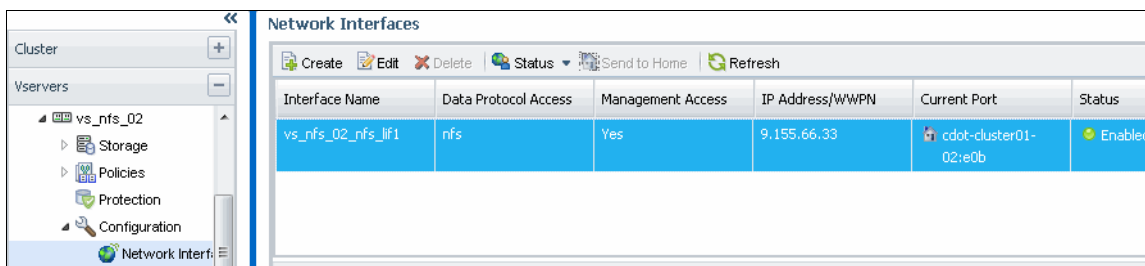 «
Cluster
Vservers
vs_nfs_02
Storage
Policies
Protection
Configuration
Network Interf
Network Interfaces
Create Edit Delete Status Send to Home Refresh
Interface Name Data Protocol Access Management Access IP Address/WWPN Current Port Status
vs_nfs_02_nfs_lif1 nfs Yes 9.155.66.33 cdot-cluster01- Enabled
02:e0b